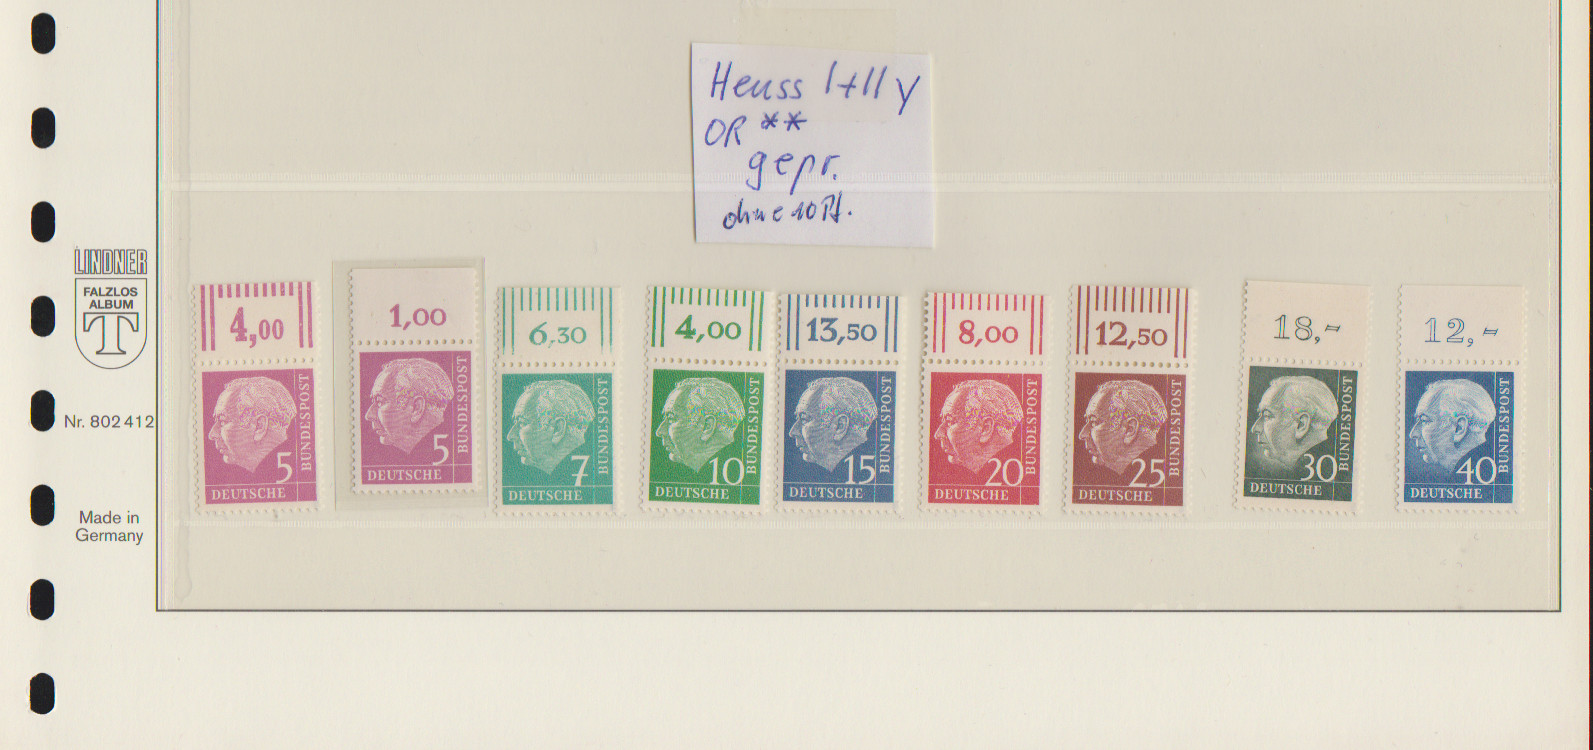 Heuss I+II y
OR **
gepr.
ohne 10 Pf.
LINDNER
FALZLOS
ALBUM
T
Nr. 802 412
Made in
Germany
4,00
5
DEUTSCHE
BUNDESPOST
1,00
5
DEUTSCHE
BUNDESPOST
6,30
7
DEUTSCHE
BUNDESPOST
4,00
10
DEUTSCHE
BUNDESPOST
13,50
15
DEUTSCHE
BUNDESPOST
8,00
20
DEUTSCHE
BUNDESPOST
12,50
25
DEUTSCHE
BUNDESPOST
18,-
30
DEUTSCHE
BUNDESPOST
12,-
40
DEUTSCHE
BUNDESPOST